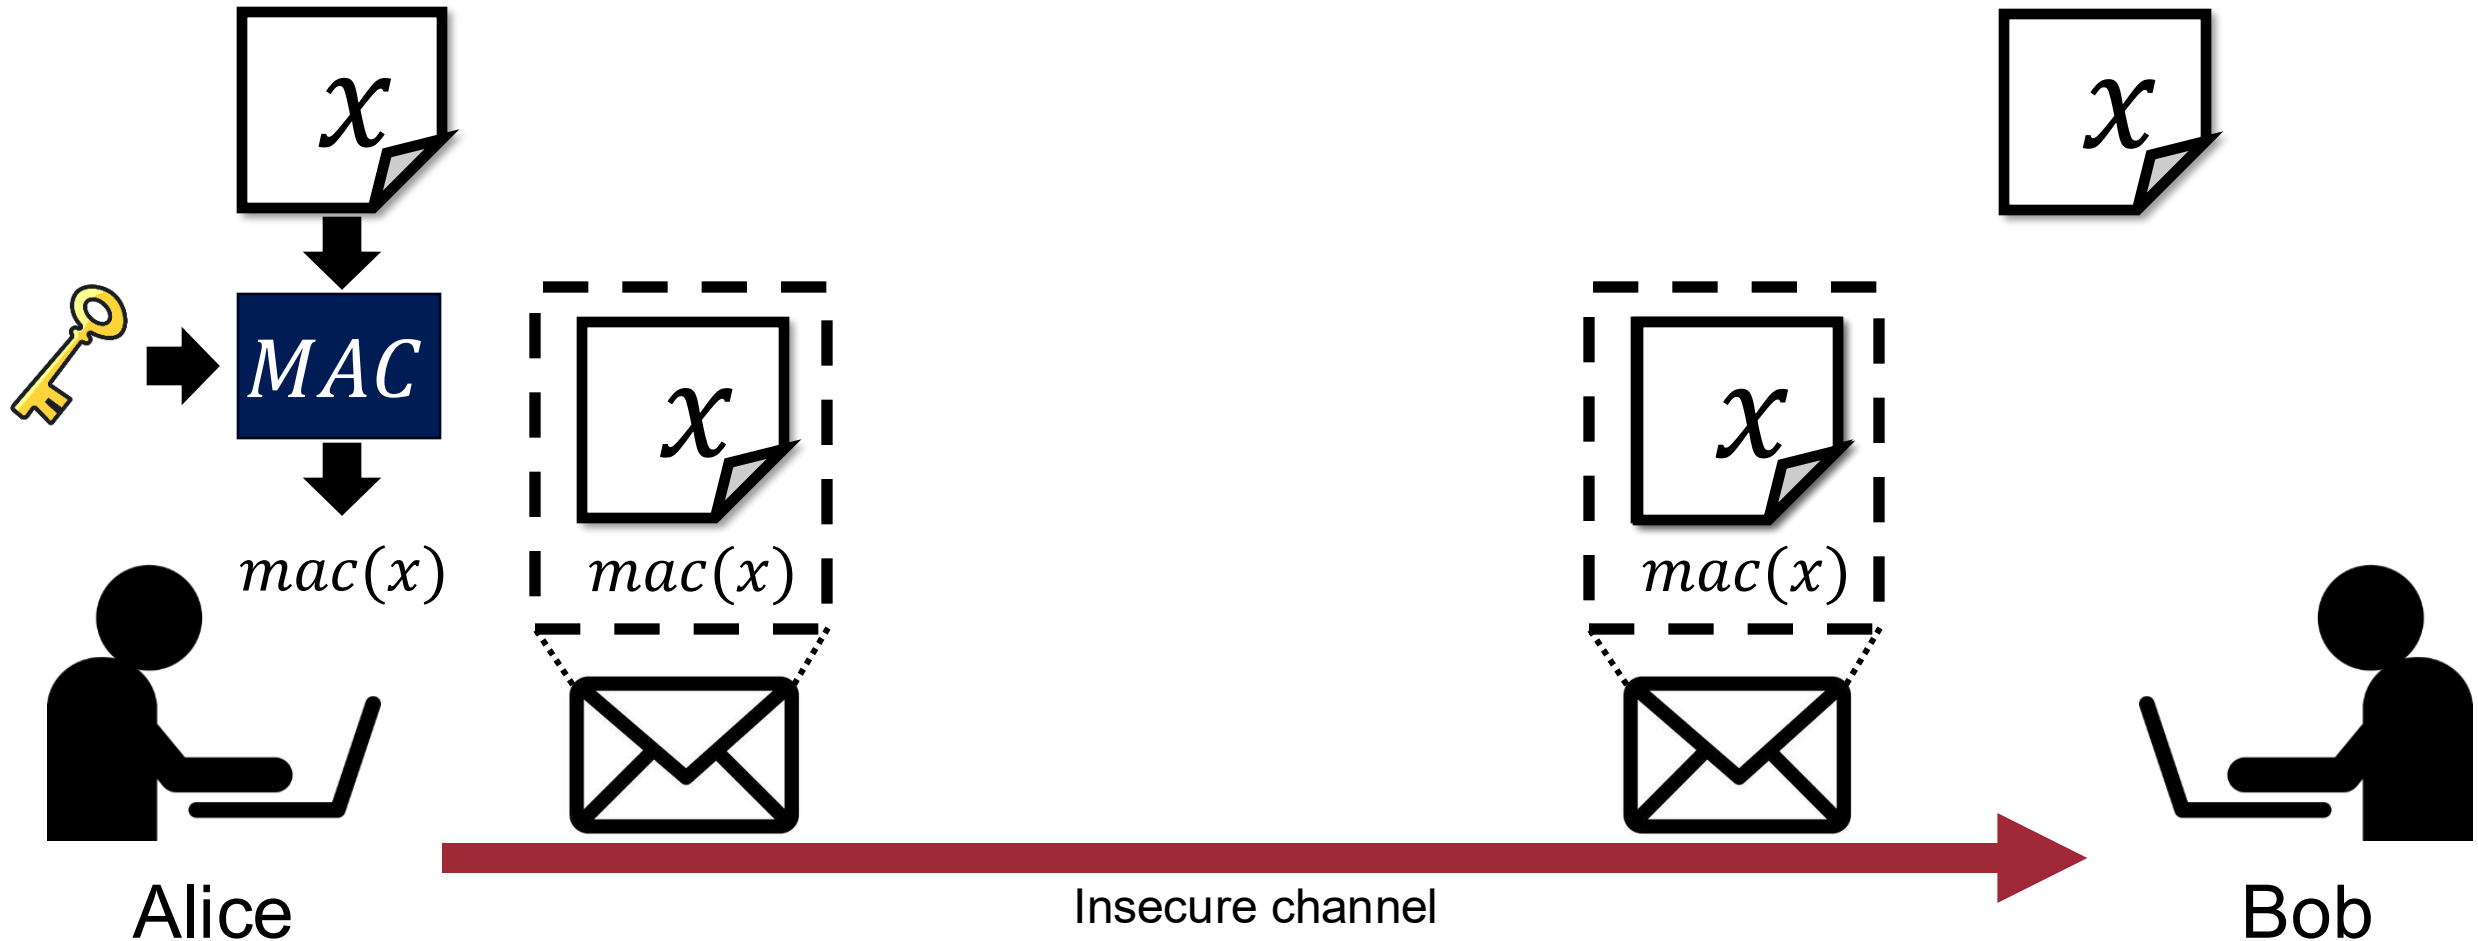 x
x
MAC
x
x
mac(x)
mac(x)
mac(x)
Insecure channel
Alice
Bob